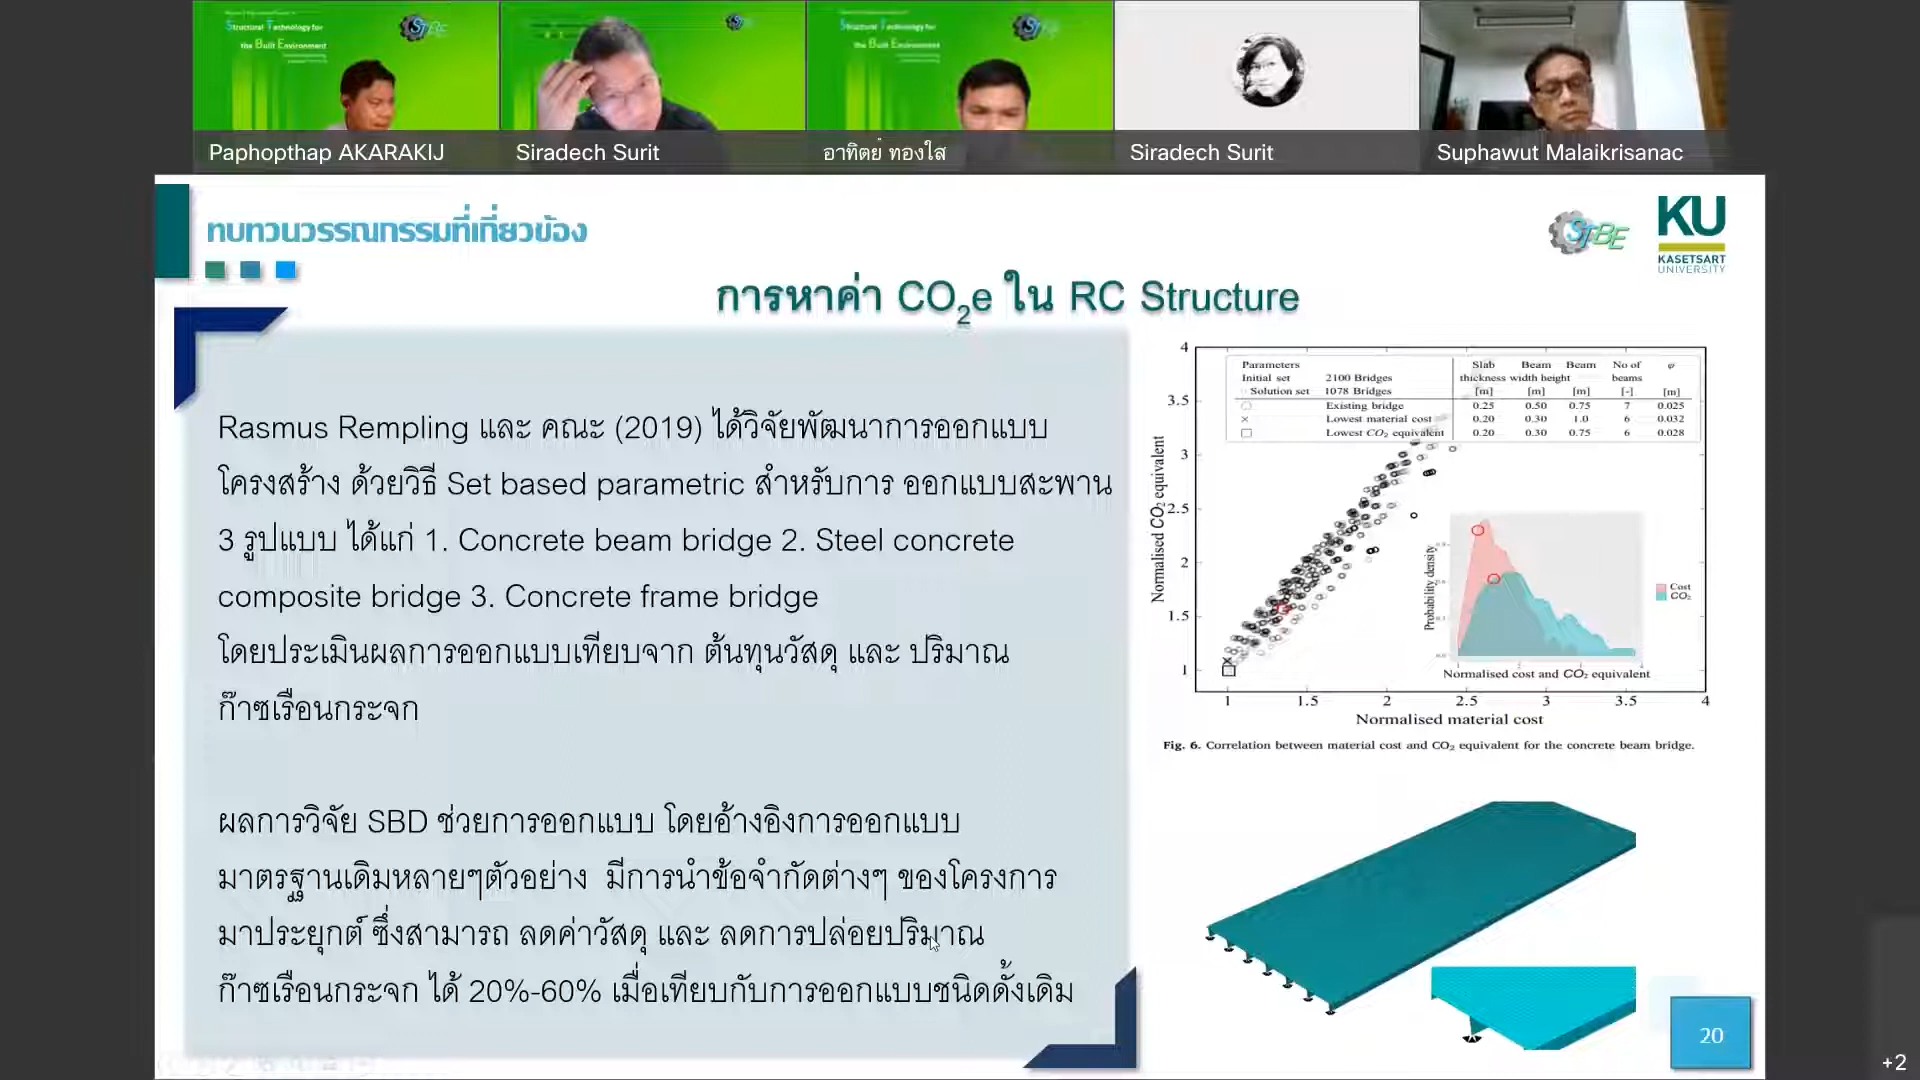 Structural Technology for
the Built Environment
STBE
Structural Technology for
the Built Environment
STBE
Paphopthap AKARAKIJ
Siradech Surit
อาทิตย์ ทองใส
Siradech Surit
Suphawut Malaikrisanac
ทบทวนวรรณกรรมที่เกี่ยวข้อง
STBE
KU
KASETSART
UNIVERSITY
การหาค่า CO₂e ใน RC Structure
Rasmus Rempling และ คณะ (2019) ได้วิจัยพัฒนาการออกแบบ
โครงสร้าง ด้วยวิธี Set based parametric สำหรับการ ออกแบบสะพาน
3 รูปแบบ ได้แก่ 1. Concrete beam bridge 2. Steel concrete
composite bridge 3. Concrete frame bridge
โดยประเมินผลการออกแบบเทียบจาก ต้นทุนวัสดุ และ ปริมาณ
ก๊าซเรือนกระจก
ผลการวิจัย SBD ช่วยการออกแบบ โดยอ้างอิงการออกแบบ
มาตรฐานเดิมหลายๆตัวอย่าง มีการนำข้อจำกัดต่างๆ ของโครงการ
มาประยุกต์ ซึ่งสามารถ ลดค่าวัสดุ และ ลดการปล่อยปริมาณ
ก๊าซเรือนกระจก ได้ 20%-60% เมื่อเทียบกับการออกแบบชนิดดั้งเดิม
Parameters Slab Beam Beam No of φ
Initial set 2100 Bridges thickness width height beams
Solution set 1078 Bridges [m] [m] [m] [-] [m]
Existing bridge 0.25 0.50 0.75 7 0.025
Lowest material cost 0.20 0.30 1.0 6 0.032
Lowest CO₂ equivalent 0.20 0.30 0.75 6 0.028
Normalised CO₂ equivalent
4
3.5
3
2.5
2
1.5
1
Probability density
Cost
CO₂
Normalised cost and CO₂ equivalent
1 1.5 2 2.5 3 3.5 4
Normalised material cost
Fig. 6. Correlation between material cost and CO₂ equivalent for the concrete beam bridge.
20
+2